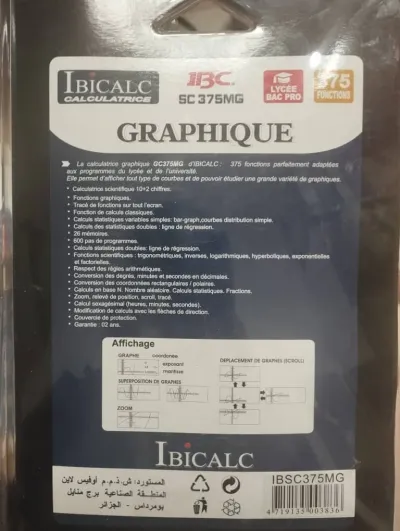 IBICALC
CALCULATRICE
IBC
SC 375MG
LYCÉE
BAC PRO
375
FUNCTIONS
GRAPHIQUE
La calculatrice graphique GC375MG d'IBICALC : 375 fonctions parfaitement adaptées
aux programmes du lycée et de l'université.
Elle permet d'afficher tout type de courbes et de pouvoir étudier une grande variété de graphiques.
* Calculatrice scientifique 10+2 chiffres.
* Fonctions graphiques.
* Tracé de fonctions sur tout l'écran.
* Fonction de calculs classiques.
* Calculs statistiques variables simples: bar-graph,courbes distribution simple.
* Calculs des statistiques doubles : ligne de régression.
* 26 mémoires.
* 600 pas de programmes.
* Calculs statistiques doubles: ligne de régression.
* Fonctions scientifiques : trigonométriques, inverses, logarithmiques, hyperboliques, exponentielles
et factorielles.
* Respect des règles arithmétiques.
* Conversion des degrés, minutes et secondes en décimales.
* Conversion des coordonnées rectangulaires / polaires.
* Calculs en base N. Nombre aléatoire. Calculs statistiques. Fractions.
* Zoom, relevé de position, scroll, tracé.
* Calcul soxagésimal (heures, minutes, secondes).
* Modification de calculs avec les flèches de direction.
* Couvercle de protection.
* Garantie : 02 ans.
Affichage
GRAPHE coordonnée
exposent
mantisse
DEPLACEMENT DE GRAPHES (SCROLL)
SUPERPOSITION DE GRAPHES
ZOOM
IBICALC
المستورد: ش.ذ.م.م أوفيس لاين
المنطقة الصناعية برج منايل
بومرداس - الجزائر
IBSC375MG
4 719135 003836